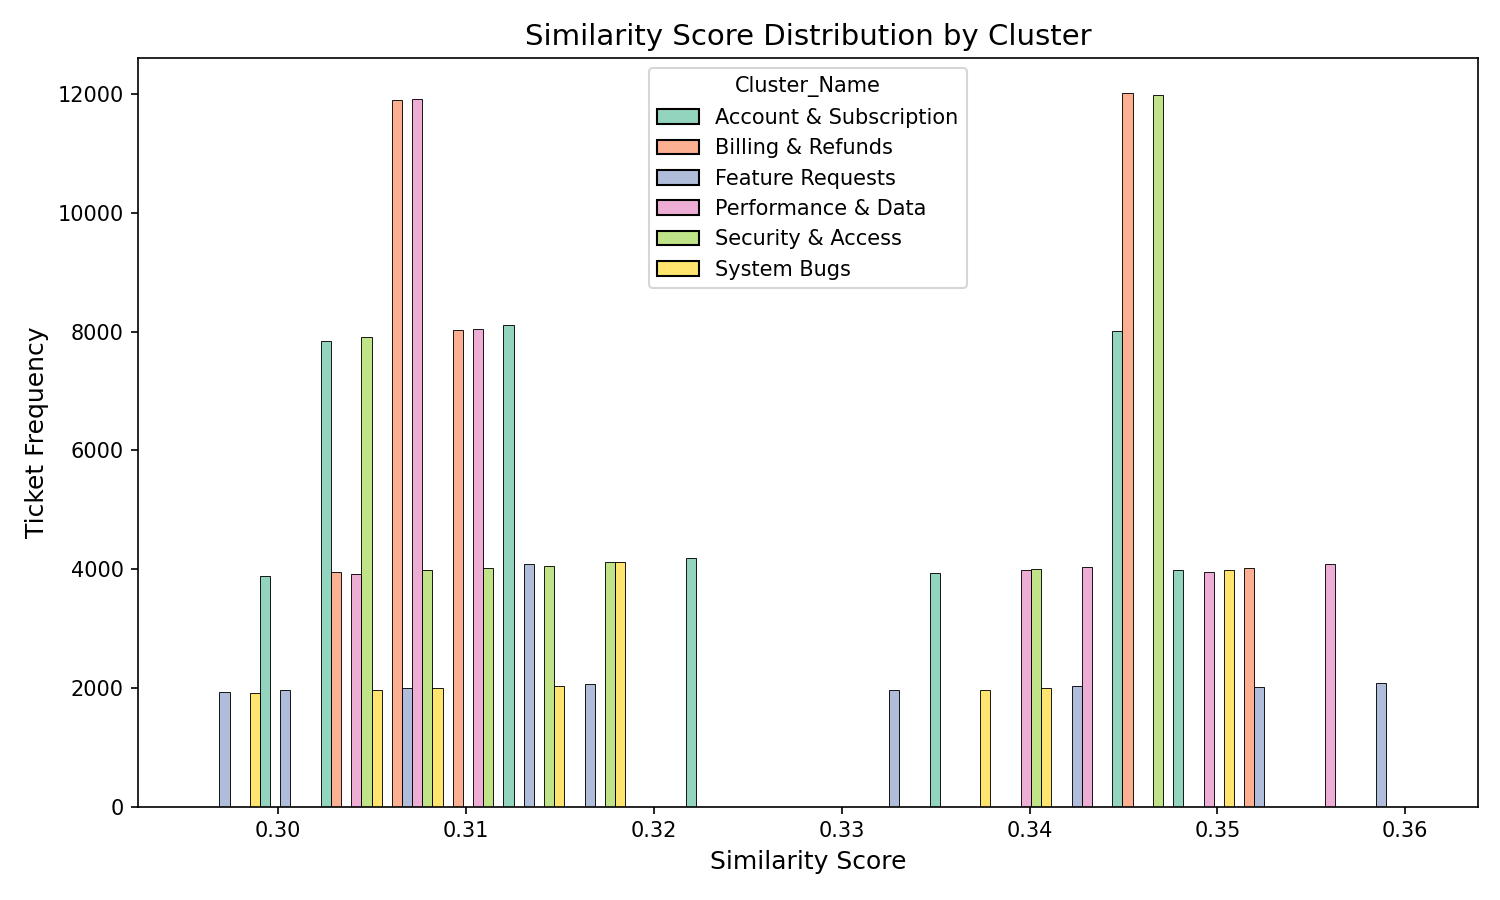 Similarity Score Distribution by Cluster
Cluster_Name
Account & Subscription
Billing & Refunds
Feature Requests
Performance & Data
Security & Access
System Bugs
Ticket Frequency
12000
10000
8000
6000
4000
2000
0
0.30 0.31 0.32 0.33 0.34 0.35 0.36
Similarity Score